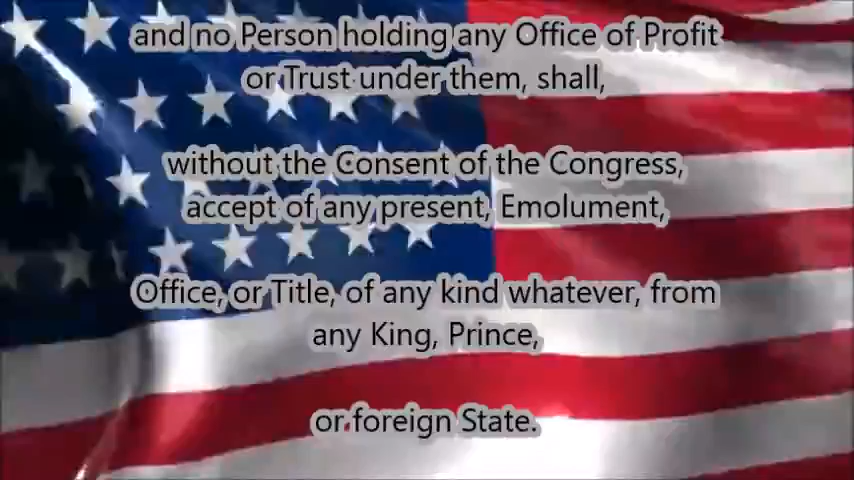 and no Person holding any Office of Profit
or Trust under them, shall,
without the Consent of the Congress,
accept of any present, Emolument,
Office, or Title, of any kind whatever, from
any King, Prince,
or foreign State.